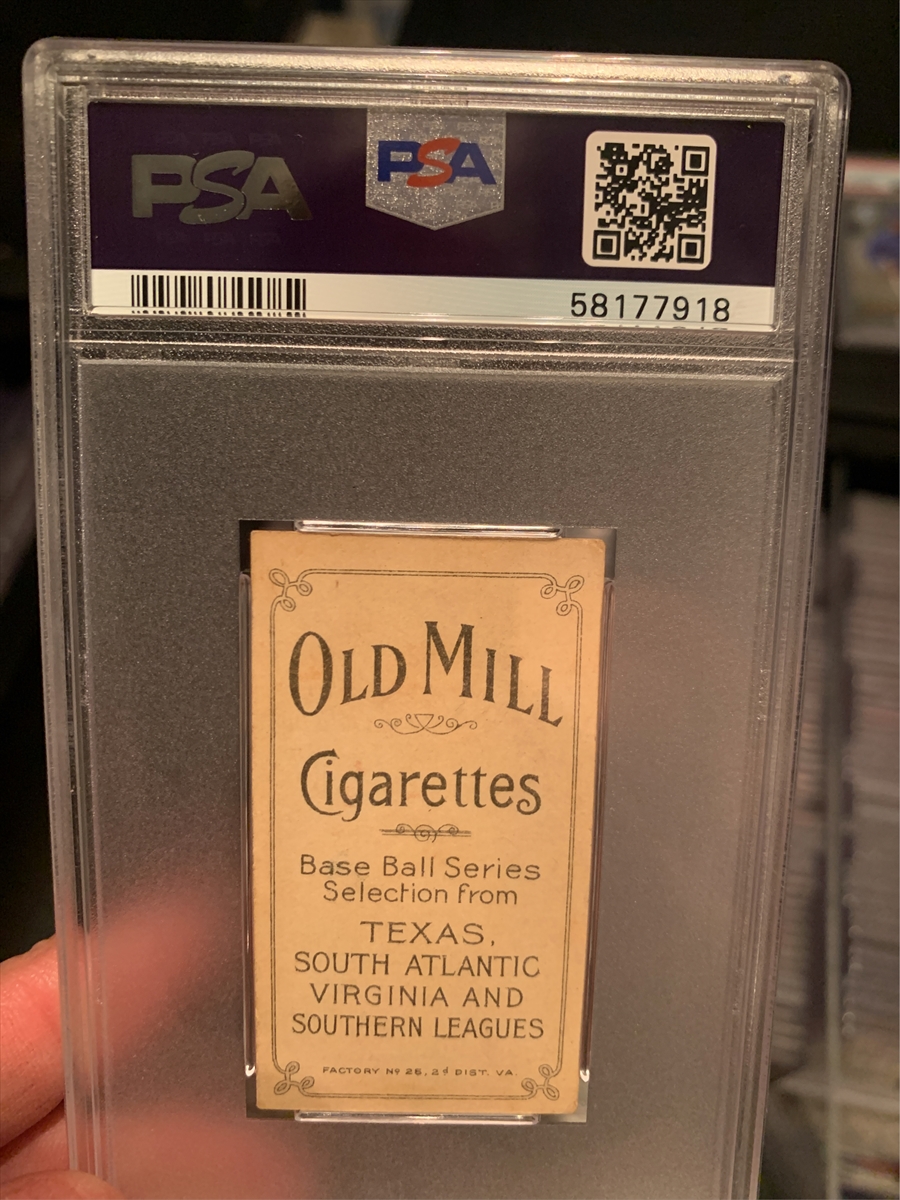 PSA
PSA
58177918
OLD MILL
Cigarettes
Base Ball Series
Selection from
TEXAS,
SOUTH ATLANTIC
VIRGINIA AND
SOUTHERN LEAGUES
FACTORY Nº 25, 2d DIST. VA.